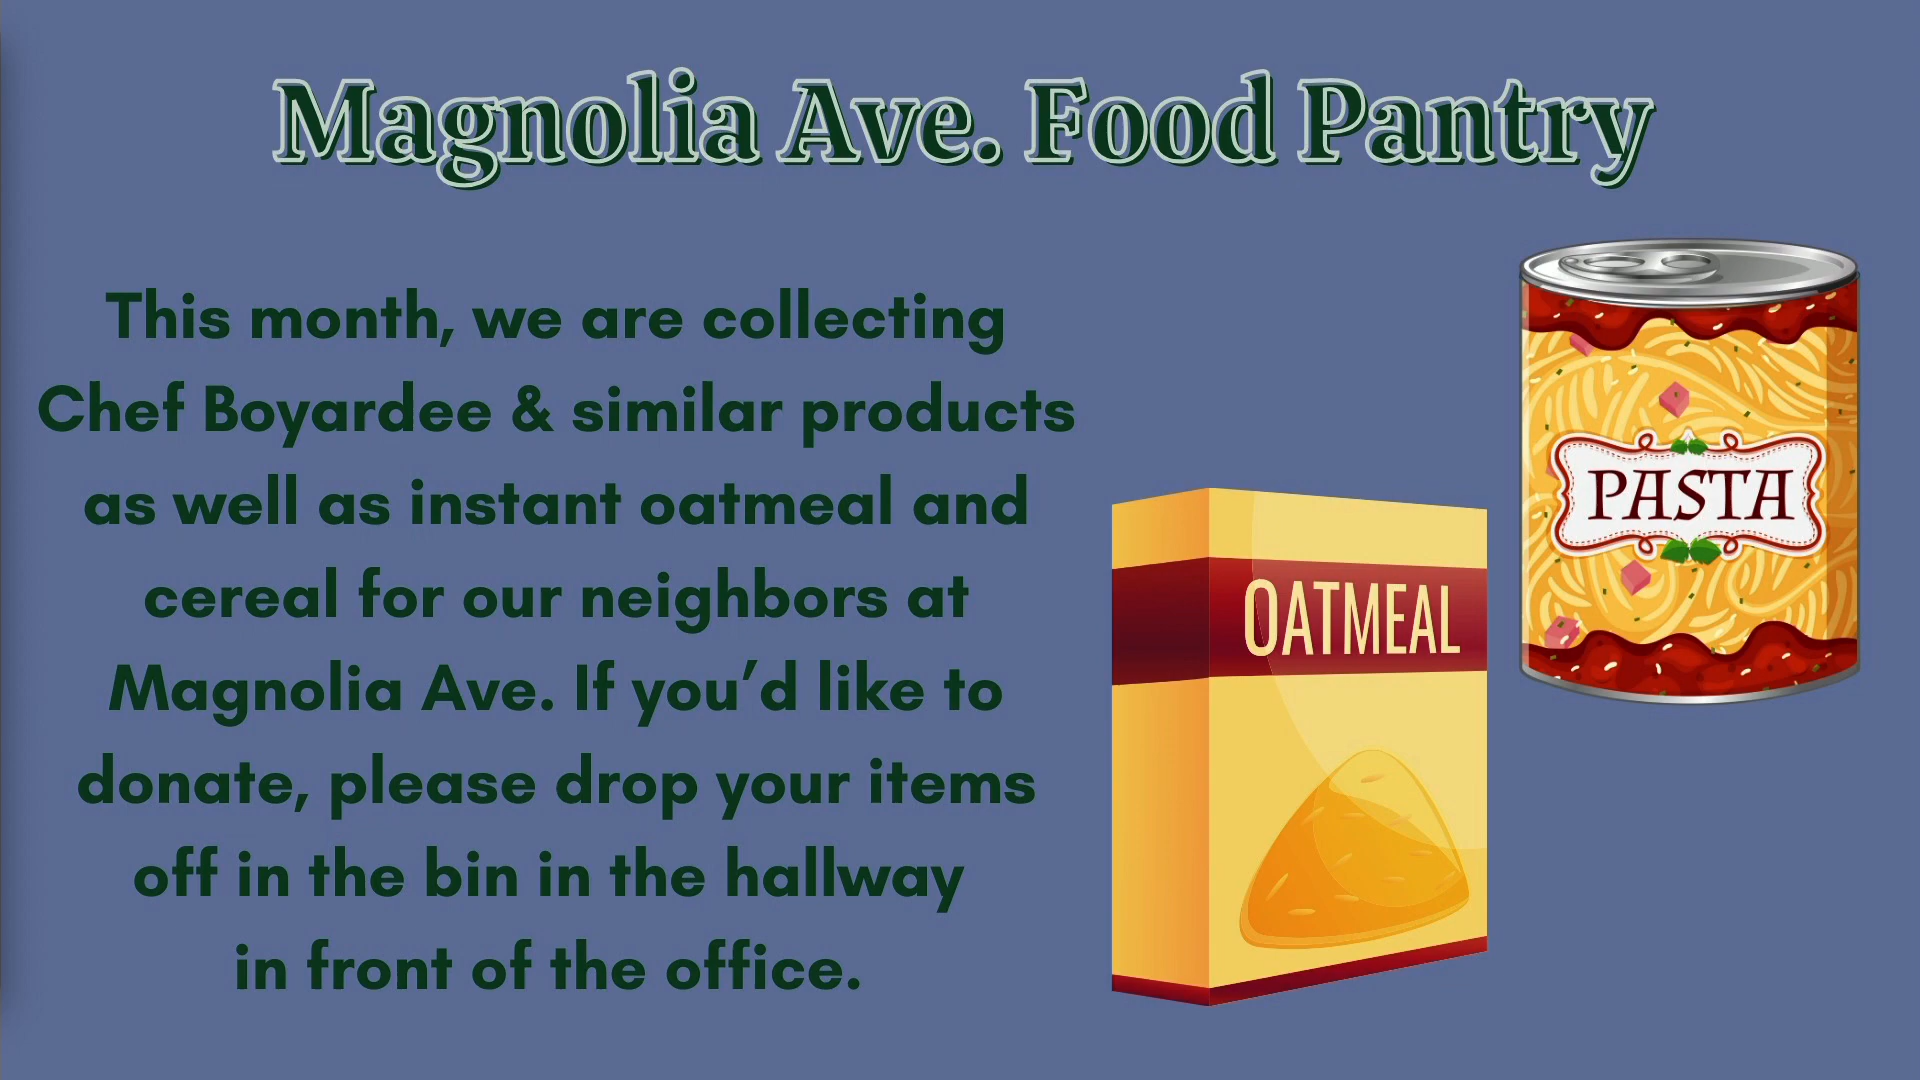 Magnolia Ave. Food Pantry
This month, we are collecting
Chef Boyardee & similar products
as well as instant oatmeal and
cereal for our neighbors at
Magnolia Ave. If you’d like to
donate, please drop your items
off in the bin in the hallway
in front of the office.
OATMEAL
PASTA